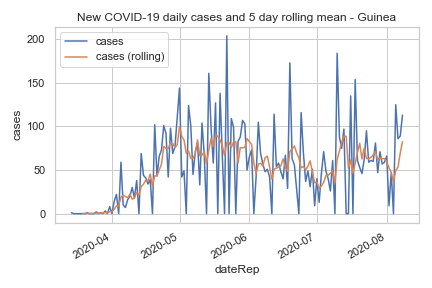 New COVID-19 daily cases and 5 day rolling mean - Guinea
cases
cases (rolling)
200
150
100
50
0
cases
2020-04
2020-05
2020-06
2020-07
2020-08
dateRep